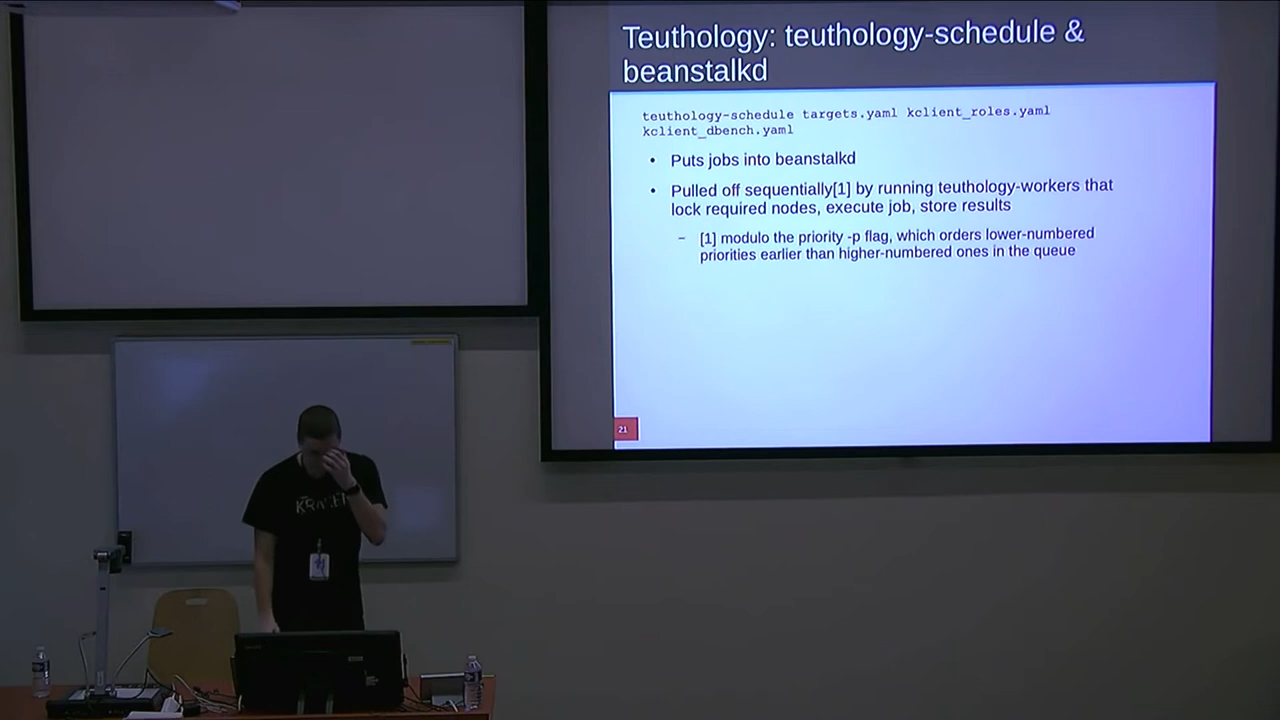 Teuthology: teuthology-schedule &
beanstalkd
teuthology-schedule targets.yaml kclient_roles.yaml
kclient_dbench.yaml
• Puts jobs into beanstalkd
• Pulled off sequentially[1] by running teuthology-workers that
lock required nodes, execute job, store results
– [1] modulo the priority -p flag, which orders lower-numbered
priorities earlier than higher-numbered ones in the queue
21